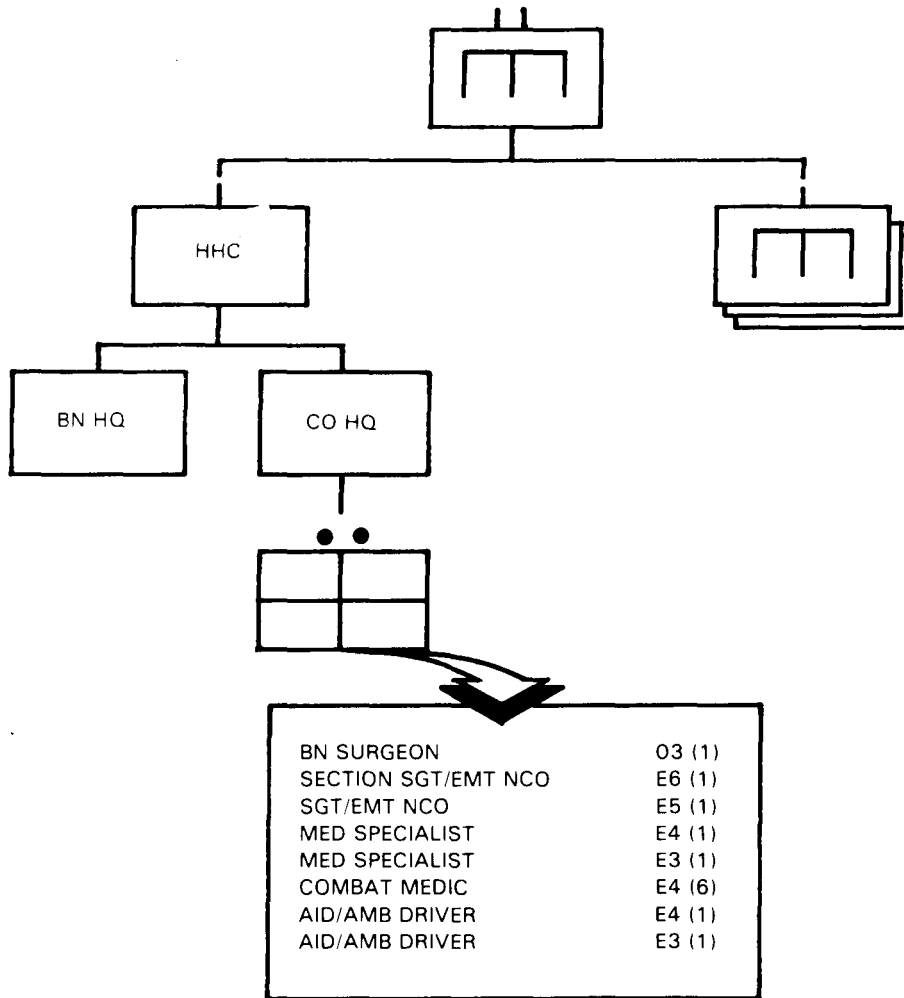 HHC
BN HQ
CO HQ
BN SURGEON 03 (1)
SECTION SGT/EMT NCO E6 (1)
SGT/EMT NCO E5 (1)
MED SPECIALIST E4 (1)
MED SPECIALIST E3 (1)
COMBAT MEDIC E4 (6)
AID/AMB DRIVER E4 (1)
AID/AMB DRIVER E3 (1)